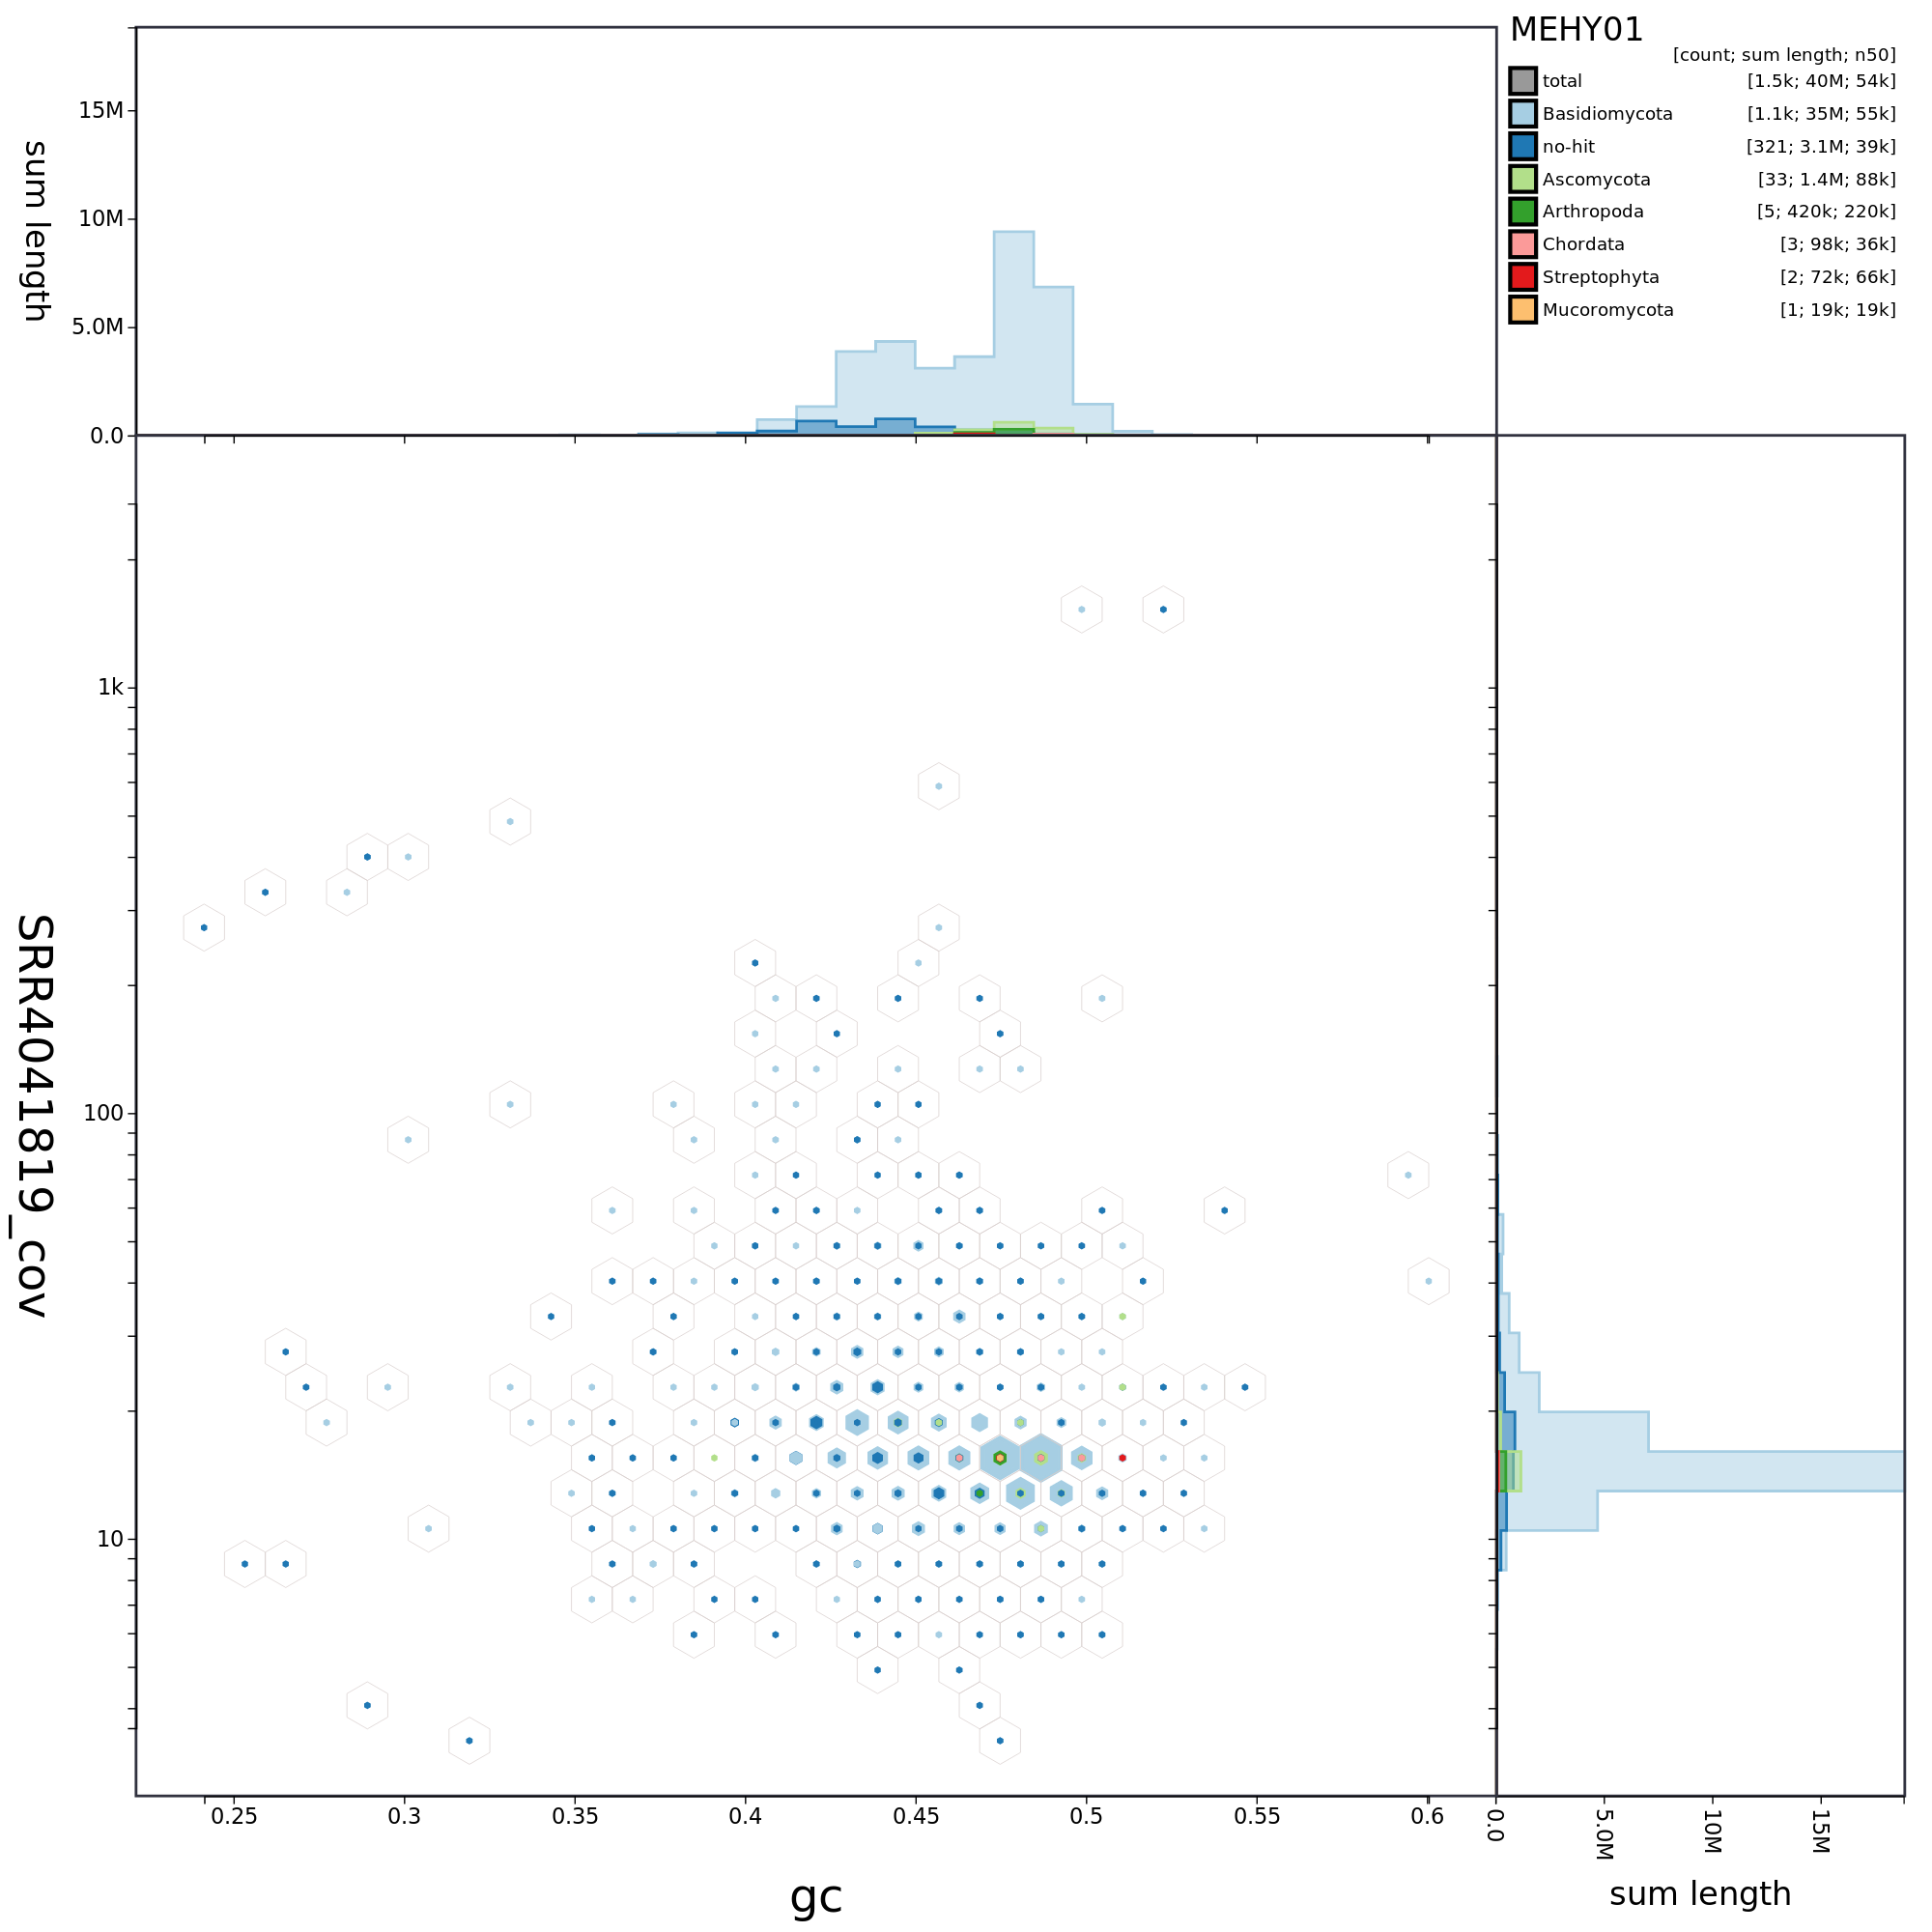 MEHY01
[count; sum length; n50]
total [1.5k; 40M; 54k]
Basidiomycota [1.1k; 35M; 55k]
no-hit [321; 3.1M; 39k]
Ascomycota [33; 1.4M; 88k]
Arthropoda [5; 420k; 220k]
Chordata [3; 98k; 36k]
Streptophyta [2; 72k; 66k]
Mucoromycota [1; 19k; 19k]
sum length
15M
10M
5.0M
0.0
SRR4041819_cov
1k
100
10
0.25 0.3 0.35 0.4 0.45 0.5 0.55 0.6
gc
0.0 5.0M 10M 15M
sum length